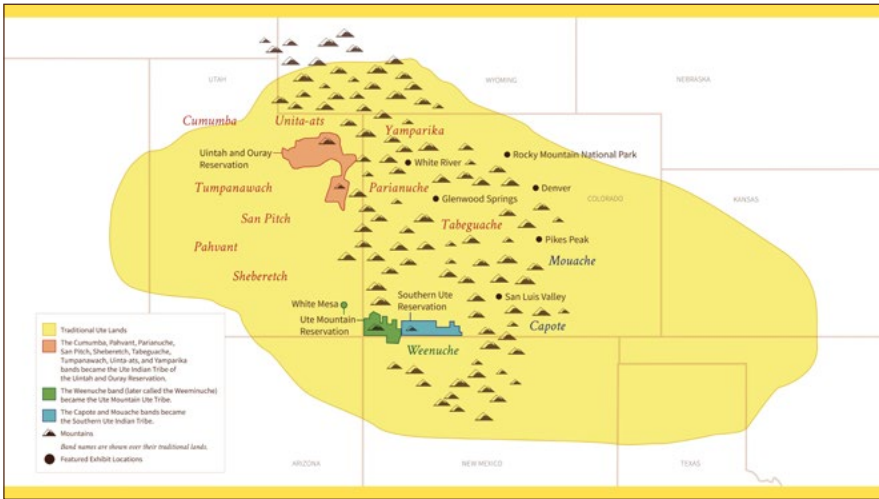 UTAH
WYOMING
NEBRASKA
Cumumba
Unita-ats
Yamparika
Uintah and Ouray
Reservation
White River
Rocky Mountain National Park
Tumpanawach
Parianuche
Denver
Glenwood Springs
COLORADO
KANSAS
San Pitch
Tabeguache
Pahvant
Pikes Peak
Mouache
Sheberetch
White Mesa
Southern Ute
Reservation
San Luis Valley
Ute Mountain
Reservation
Capote
Weenuche
Traditional Ute Lands
The Cumumba, Pahvant, Parianuche,
San Pitch, Sheberetch, Tabeguache,
Tumpanawach, Uinta-ats, and Yamparika
bands became the Ute Indian Tribe of
the Uintah and Ouray Reservation.
The Weenuche band (later called the Weeminuche)
became the Ute Mountain Ute Tribe.
The Capote and Mouache bands became
the Southern Ute Indian Tribe.
Mountains
Band names are shown over their traditional lands.
Featured Exhibit Locations
ARIZONA
NEW MEXICO
TEXAS